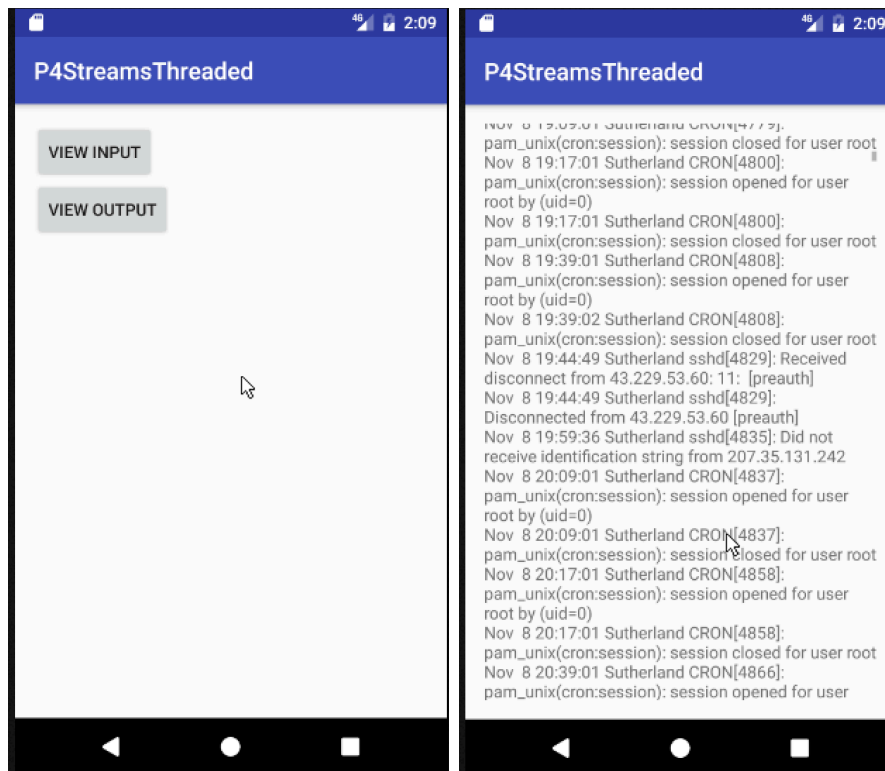 4G 2:09
P4StreamsThreaded
VIEW INPUT
VIEW OUTPUT
4G 2:09
P4StreamsThreaded
Nov 8 19:09:01 Sutherland CRON[4779]:
pam_unix(cron:session): session closed for user root
Nov 8 19:17:01 Sutherland CRON[4800]:
pam_unix(cron:session): session opened for user
root by (uid=0)
Nov 8 19:17:01 Sutherland CRON[4800]:
pam_unix(cron:session): session closed for user root
Nov 8 19:39:01 Sutherland CRON[4808]:
pam_unix(cron:session): session opened for user
root by (uid=0)
Nov 8 19:39:02 Sutherland CRON[4808]:
pam_unix(cron:session): session closed for user root
Nov 8 19:44:49 Sutherland sshd[4829]: Received
disconnect from 43.229.53.60: 11: [preauth]
Nov 8 19:44:49 Sutherland sshd[4829]:
Disconnected from 43.229.53.60 [preauth]
Nov 8 19:59:36 Sutherland sshd[4835]: Did not
receive identification string from 207.35.131.242
Nov 8 20:09:01 Sutherland CRON[4837]:
pam_unix(cron:session): session opened for user
root by (uid=0)
Nov 8 20:09:01 Sutherland CRON[4837]:
pam_unix(cron:session): session closed for user root
Nov 8 20:17:01 Sutherland CRON[4858]:
pam_unix(cron:session): session opened for user
root by (uid=0)
Nov 8 20:17:01 Sutherland CRON[4858]:
pam_unix(cron:session): session closed for user root
Nov 8 20:39:01 Sutherland CRON[4866]:
pam_unix(cron:session): session opened for user